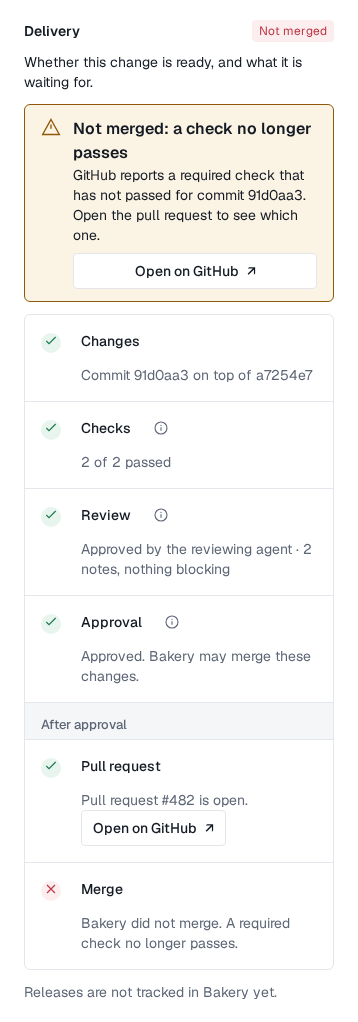 Delivery
Not merged
Whether this change is ready, and what it is
waiting for.
Not merged: a check no longer
passes
GitHub reports a required check that
has not passed for commit 91d0aa3.
Open the pull request to see which
one.
Open on GitHub
Changes
Commit 91d0aa3 on top of a7254e7
Checks
2 of 2 passed
Review
Approved by the reviewing agent · 2
notes, nothing blocking
Approval
Approved. Bakery may merge these
changes.
After approval
Pull request
Pull request #482 is open.
Open on GitHub
Merge
Bakery did not merge. A required
check no longer passes.
Releases are not tracked in Bakery yet.